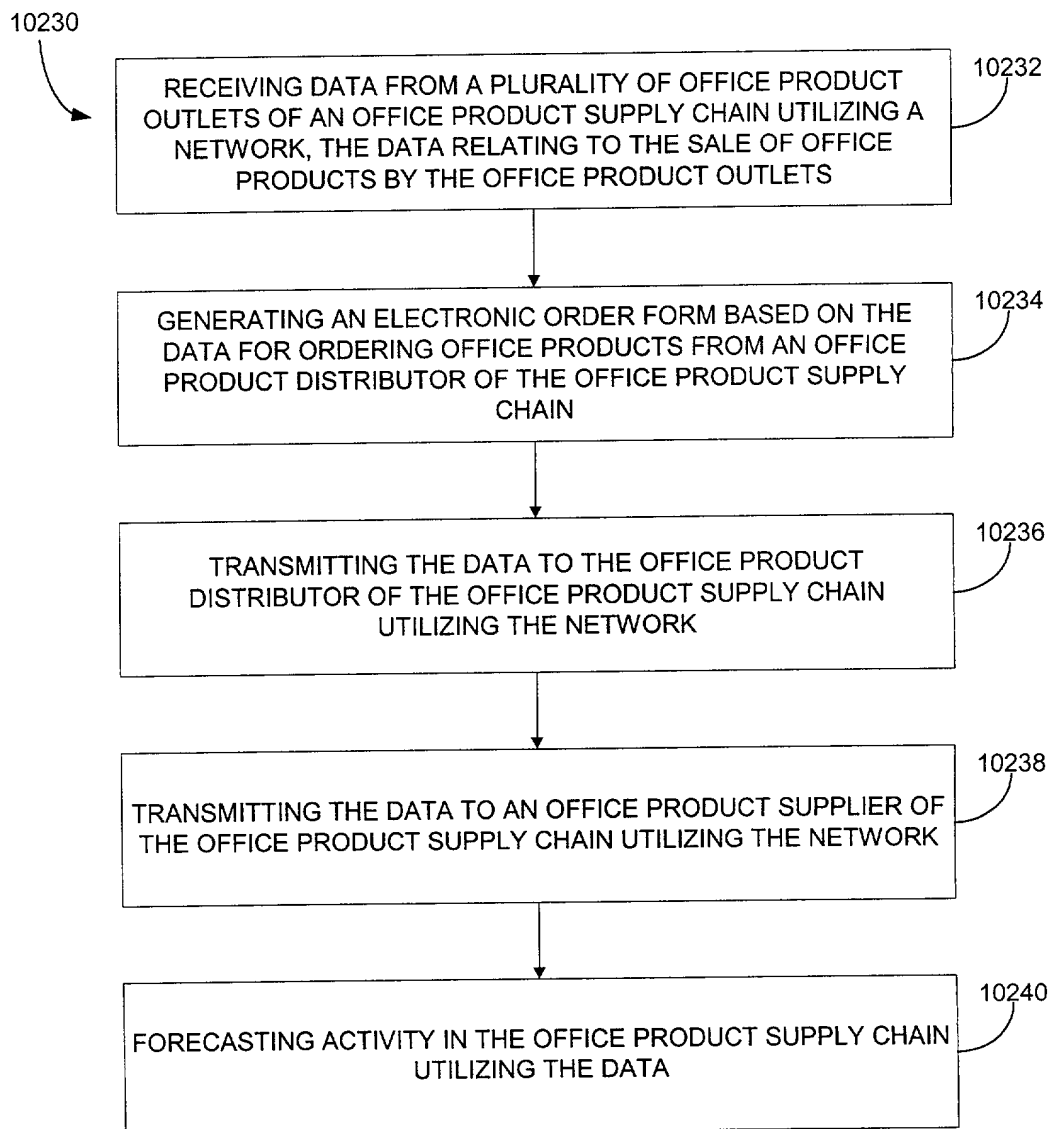 10230
RECEIVING DATA FROM A PLURALITY OF OFFICE PRODUCT
OUTLETS OF AN OFFICE PRODUCT SUPPLY CHAIN UTILIZING A
NETWORK, THE DATA RELATING TO THE SALE OF OFFICE
PRODUCTS BY THE OFFICE PRODUCT OUTLETS
10232
GENERATING AN ELECTRONIC ORDER FORM BASED ON THE
DATA FOR ORDERING OFFICE PRODUCTS FROM AN OFFICE
PRODUCT DISTRIBUTOR OF THE OFFICE PRODUCT SUPPLY
CHAIN
10234
TRANSMITTING THE DATA TO THE OFFICE PRODUCT
DISTRIBUTOR OF THE OFFICE PRODUCT SUPPLY CHAIN
UTILIZING THE NETWORK
10236
TRANSMITTING THE DATA TO AN OFFICE PRODUCT SUPPLIER OF
THE OFFICE PRODUCT SUPPLY CHAIN UTILIZING THE NETWORK
10238
FORECASTING ACTIVITY IN THE OFFICE PRODUCT SUPPLY CHAIN
UTILIZING THE DATA
10240